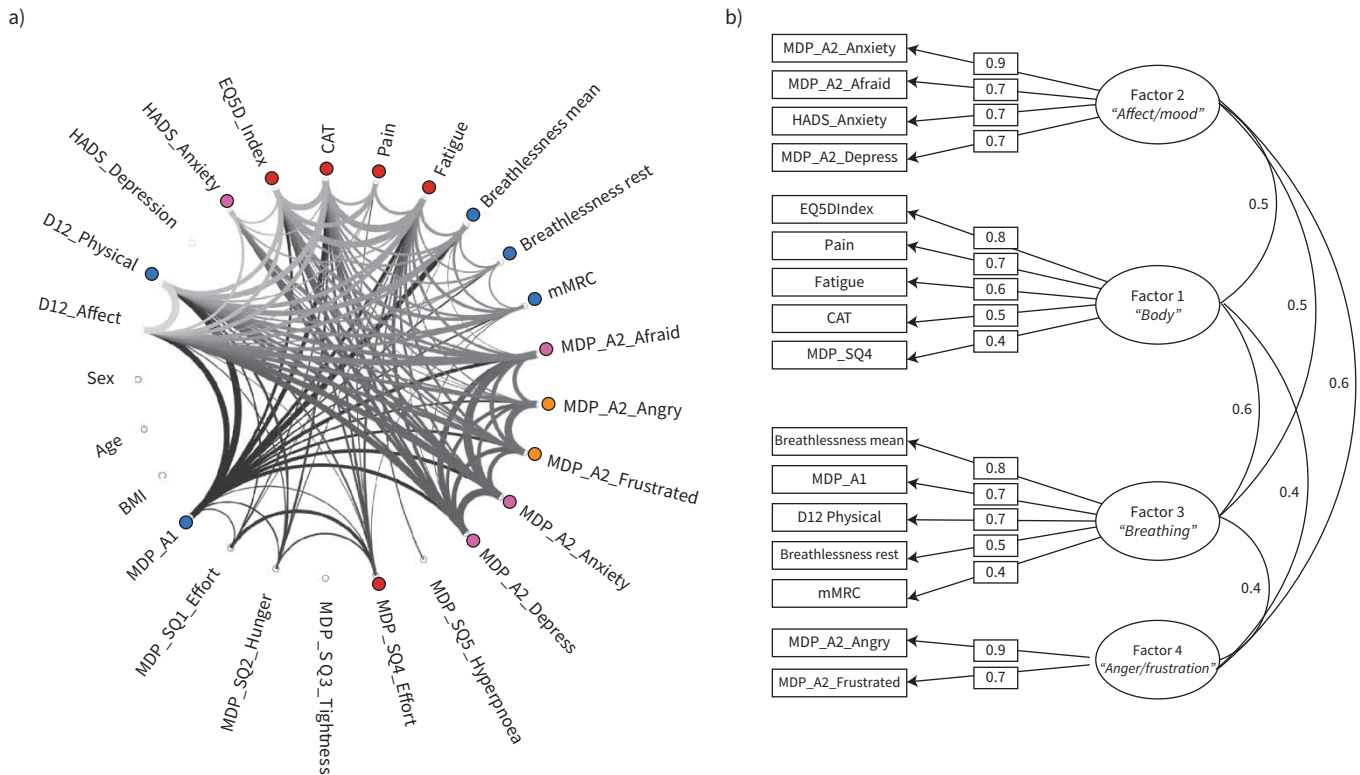 a)
EQ5D_Index
CAT
Pain
Fatigue
Breathlessness mean
Breathlessness rest
mMRC
MDP_A2_Afraid
MDP_A2_Angry
MDP_A2_Frustrated
MDP_A2_Anxiety
MDP_A2_Depress
MDP_SQ5_Hyperpnoea
MDP_SQ4_Effort
MDP_SQ3_Tightness
MDP_SQ2_Hunger
MDP_SQ1_Effort
MDP_A1
BMI
Age
Sex
D12_Affect
D12_Physical
HADS_Depression
HADS_Anxiety
b)
MDP_A2_Anxiety
MDP_A2_Afraid
HADS_Anxiety
MDP_A2_Depress
0.9
0.7
0.7
0.7
Factor 2
“Affect/mood”
EQ5DIndex
Pain
Fatigue
CAT
MDP_SQ4
0.8
0.7
0.6
0.5
0.4
Factor 1
“Body”
Breathlessness mean
MDP_A1
D12 Physical
Breathlessness rest
mMRC
0.8
0.7
0.7
0.5
0.4
Factor 3
“Breathing”
MDP_A2_Angry
MDP_A2_Frustrated
0.9
0.7
Factor 4
“Anger/frustration”
0.5
0.5
0.6
0.6
0.4
0.4